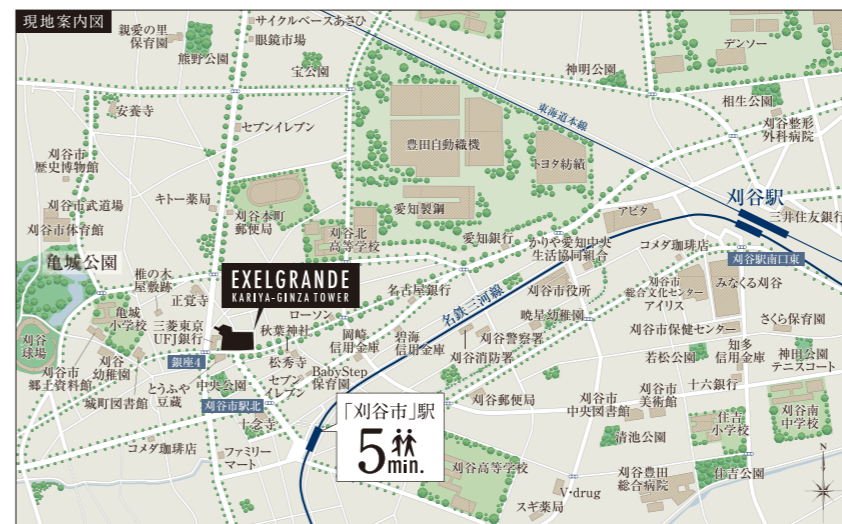 現地案内図
親愛の里
保育園
熊野公園
サイクルベースあさひ
眼鏡市場
宝公園
神明公園
デンソー
相生公園
東海道本線
刈谷整形
外科病院
安養寺
セブンイレブン
豊田自動織機
トヨタ紡績
刈谷市
歴史博物館
刈谷市武道場
刈谷市体育館
亀城公園
キトー薬局
刈谷本町
郵便局
愛知製鋼
刈谷北
高等学校
愛知銀行
かりや愛知中央
生活協同組合
アピタ
刈谷駅
三井住友銀行
コメダ珈琲店
刈谷駅南口東
椎の木
屋敷跡
正覚寺
EXELGRANDE
KARIYA-GINZA TOWER
名古屋銀行
名鉄三河線
刈谷市役所
刈谷市
総合文化センター
アイリス
みなくる刈谷
亀城
小学校
三菱東京
UFJ銀行
ローソン
秋葉神社
岡崎
信用金庫
碧海
信用金庫
暁星幼稚園
刈谷警察署
刈谷消防署
刈谷市保健センター
さくら保育園
刈谷
球場
刈谷市
郷土資料館
刈谷
幼稚園
銀座4
松秀寺
若松公園
知多
信用金庫
神田公園
テニスコート
城町図書館
とうふや
豆蔵
中央公園
セブン
イレブン
BabyStep
保育園
刈谷市駅北
十念寺
「刈谷市」駅
5
min.
刈谷郵便局
刈谷市
中央図書館
刈谷市
美術館
十六銀行
住吉
小学校
刈谷南
中学校
コメダ珈琲店
ファミリー
マート
刈谷高等学校
清池公園
刈谷豊田
総合病院
住吉公園
V・drug
スギ薬局
N